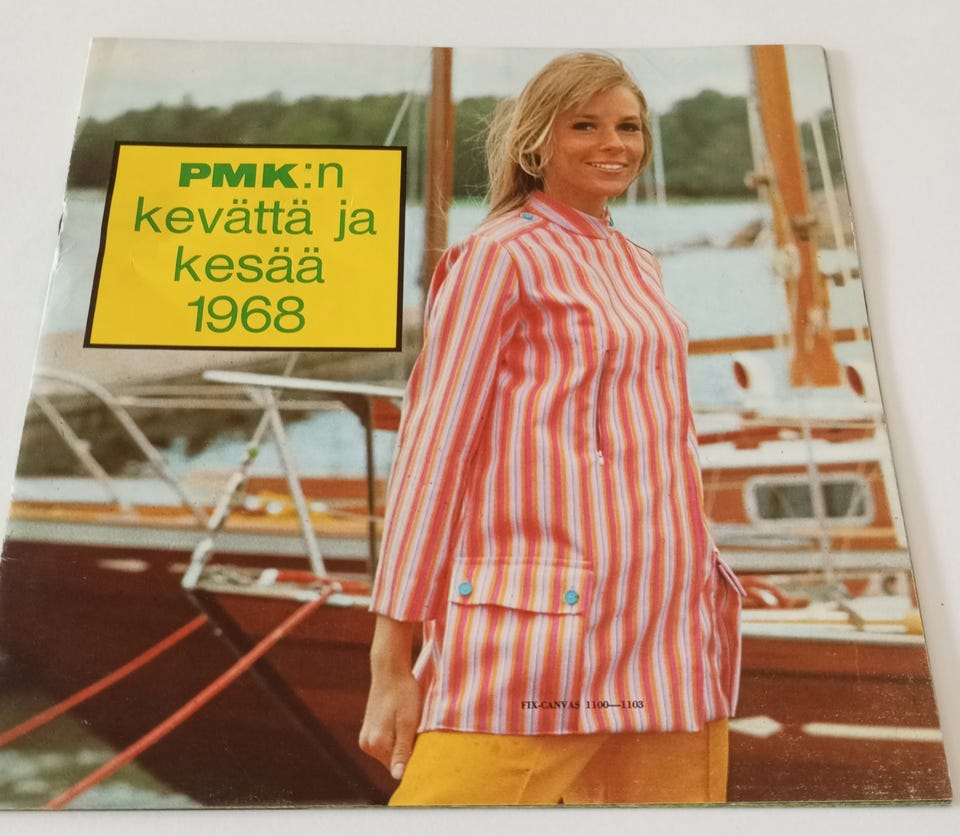 PMK:n
kevättä ja
kesää
1968
FIX-CANVAS 1100—1103